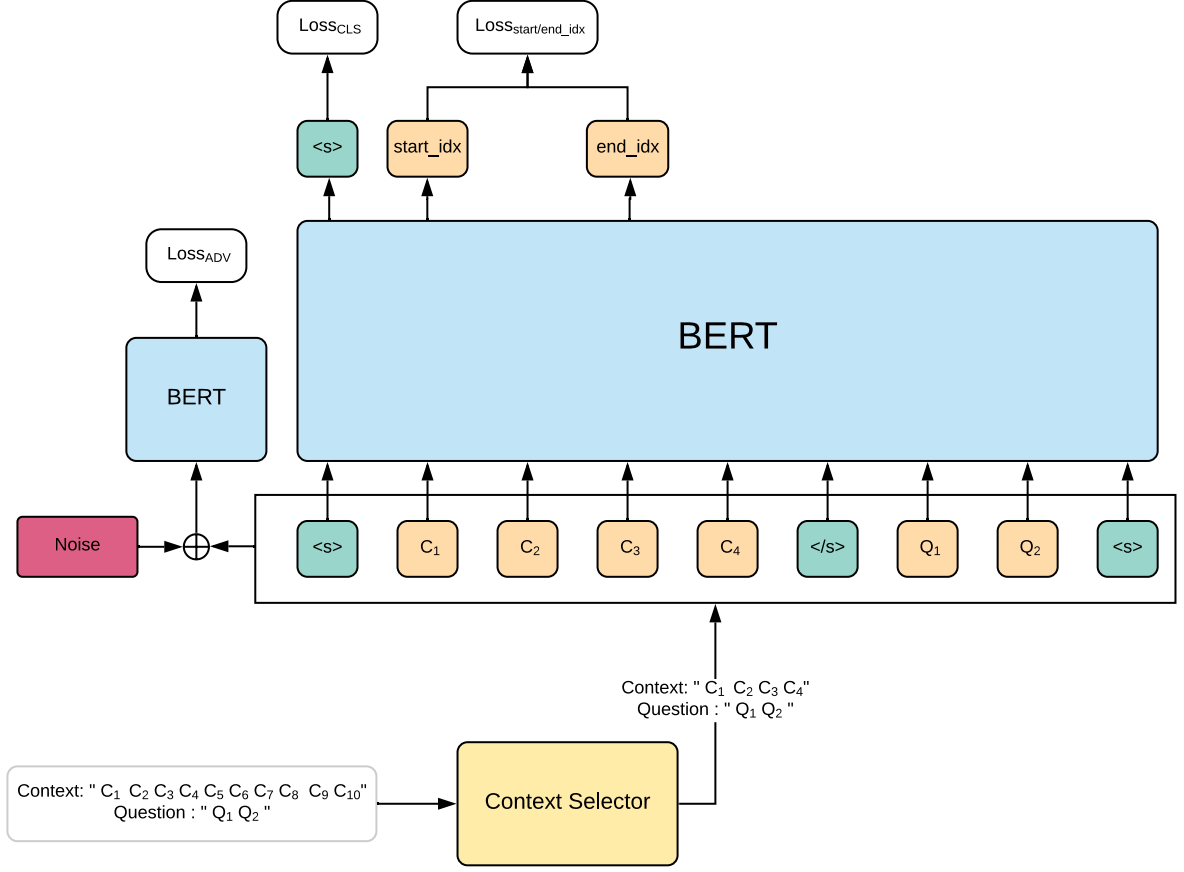 Loss_CLS
Loss_start/end_idx
<s>
start_idx
end_idx
Loss_ADV
BERT
BERT
Noise
<s>
C₁
C₂
C₃
C₄
</s>
Q₁
Q₂
<s>
Context: " C₁ C₂ C₃ C₄"
Question : " Q₁ Q₂ "
Context: " C₁ C₂ C₃ C₄ C₅ C₆ C₇ C₈ C₉ C₁₀"
Question : " Q₁ Q₂ "
Context Selector